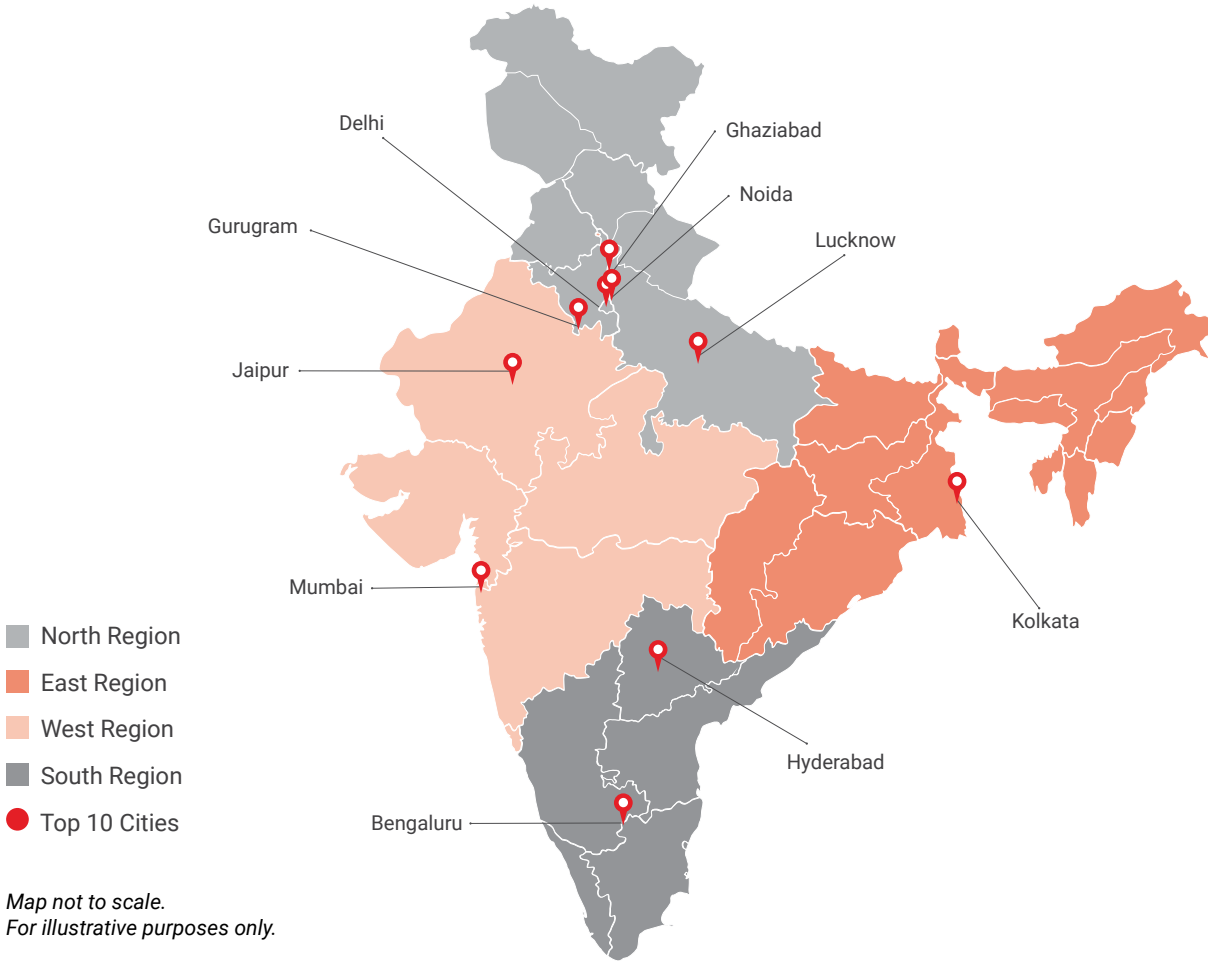 Delhi
Ghaziabad
Noida
Gurugram
Lucknow
Jaipur
Mumbai
Kolkata
Hyderabad
Bengaluru
North Region
East Region
West Region
South Region
Top 10 Cities
Map not to scale.
For illustrative purposes only.